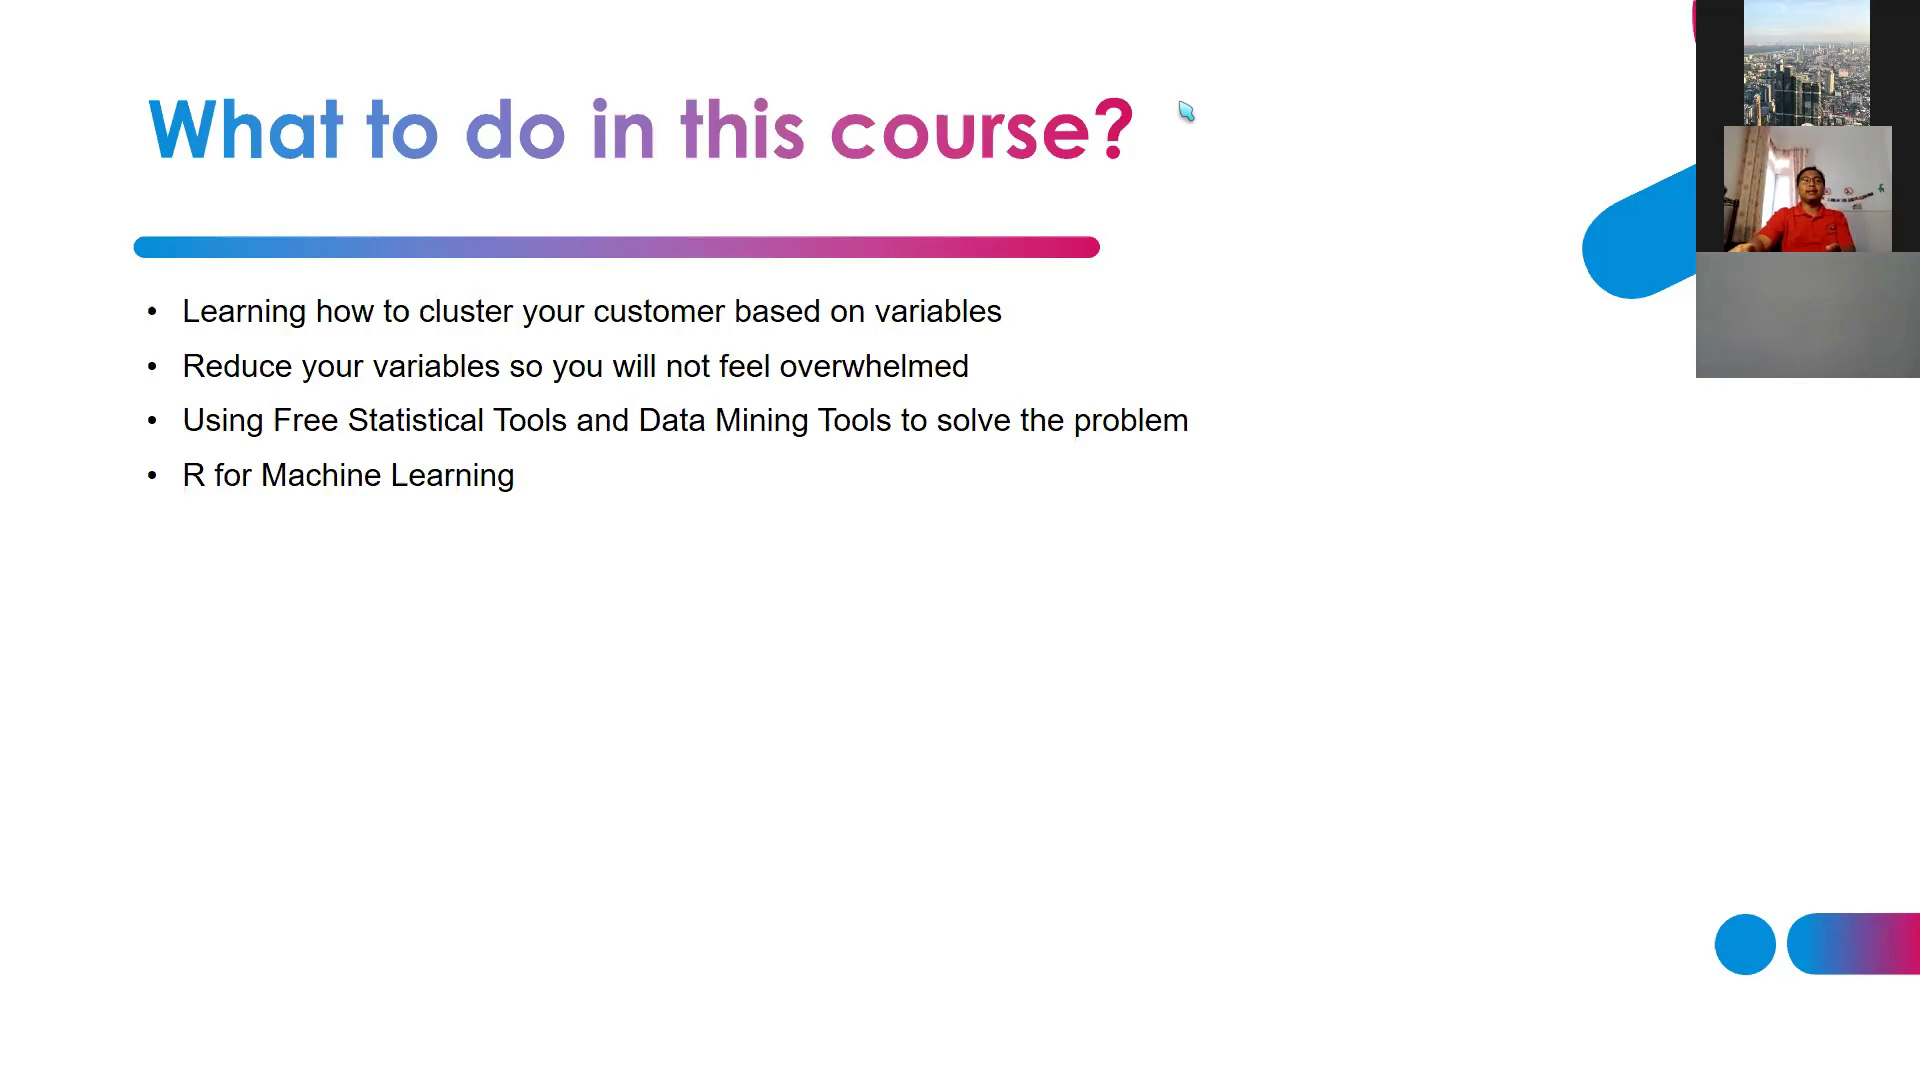 What to do in this course?
• Learning how to cluster your customer based on variables
• Reduce your variables so you will not feel overwhelmed
• Using Free Statistical Tools and Data Mining Tools to solve the problem
• R for Machine Learning